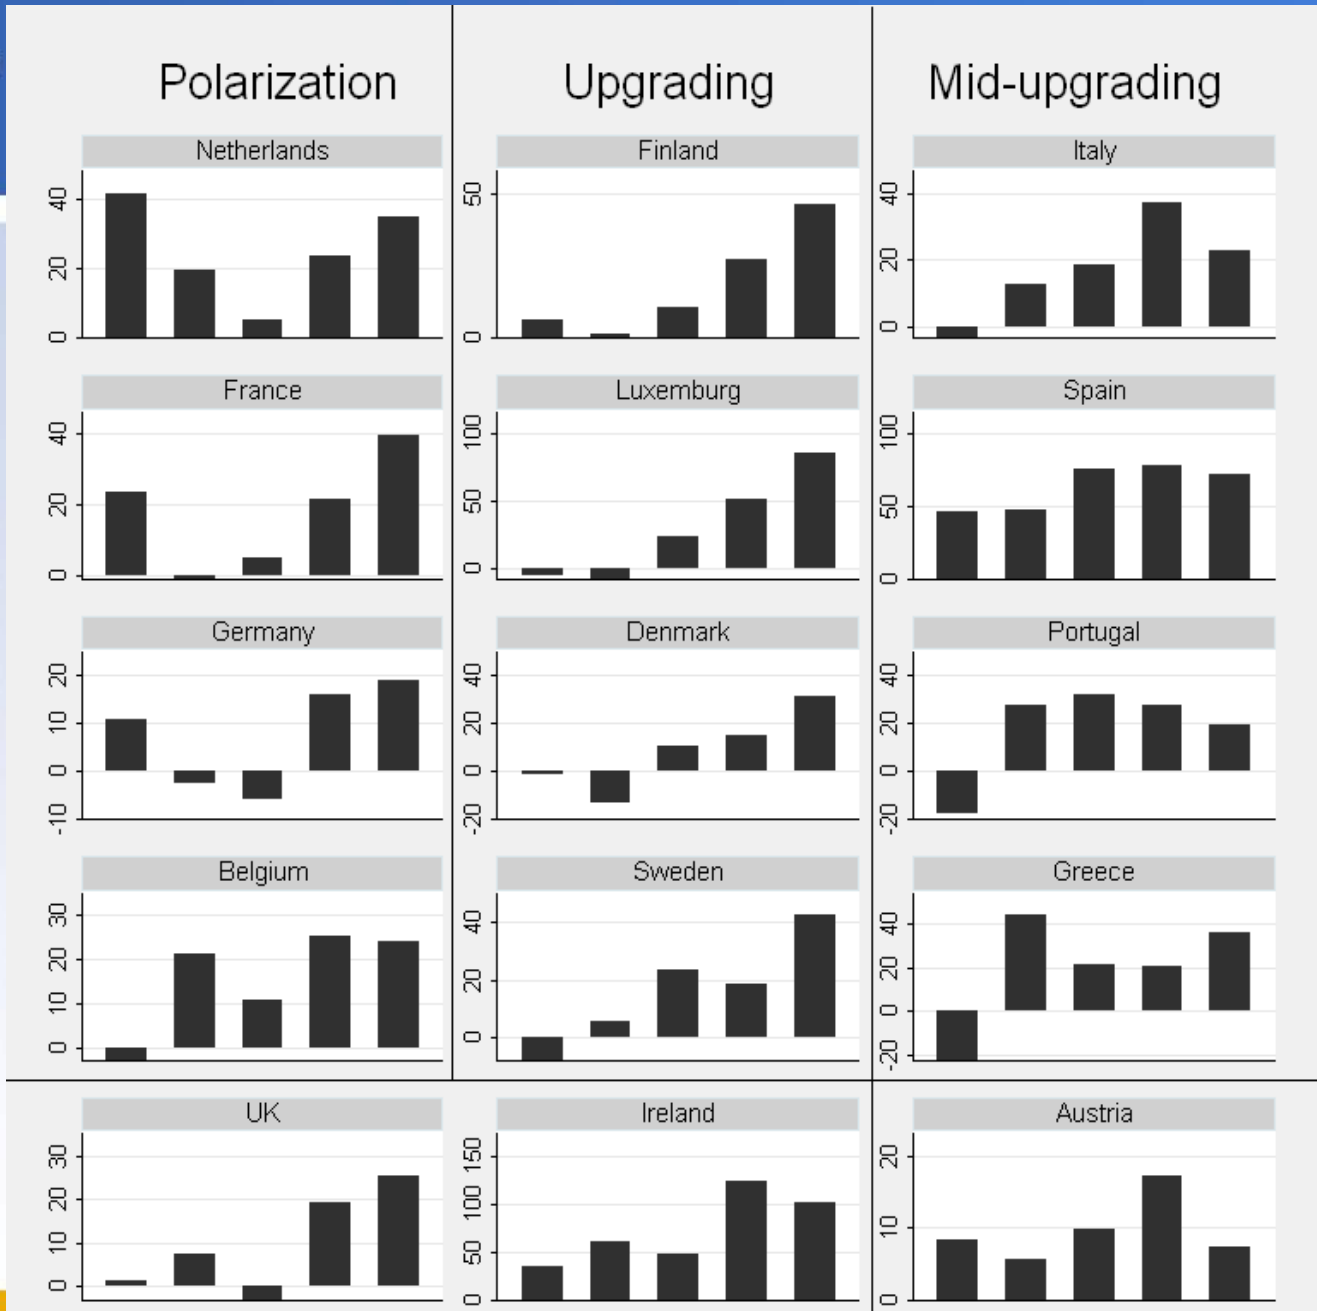 Polarization Upgrading Mid-upgrading
Netherlands Finland Italy
40 50 40
20 20
0 0 0
France Luxemburg Spain
40 100 100
20 50 50
0 0 0
Germany Denmark Portugal
20 40 40
10 20 20
0 0 0
-10 -20 -20
Belgium Sweden Greece
30 40 40
20 20 20
10 0 0
0 -20
UK Ireland Austria
30 150 20
20 100 10
10 50 0
0 0